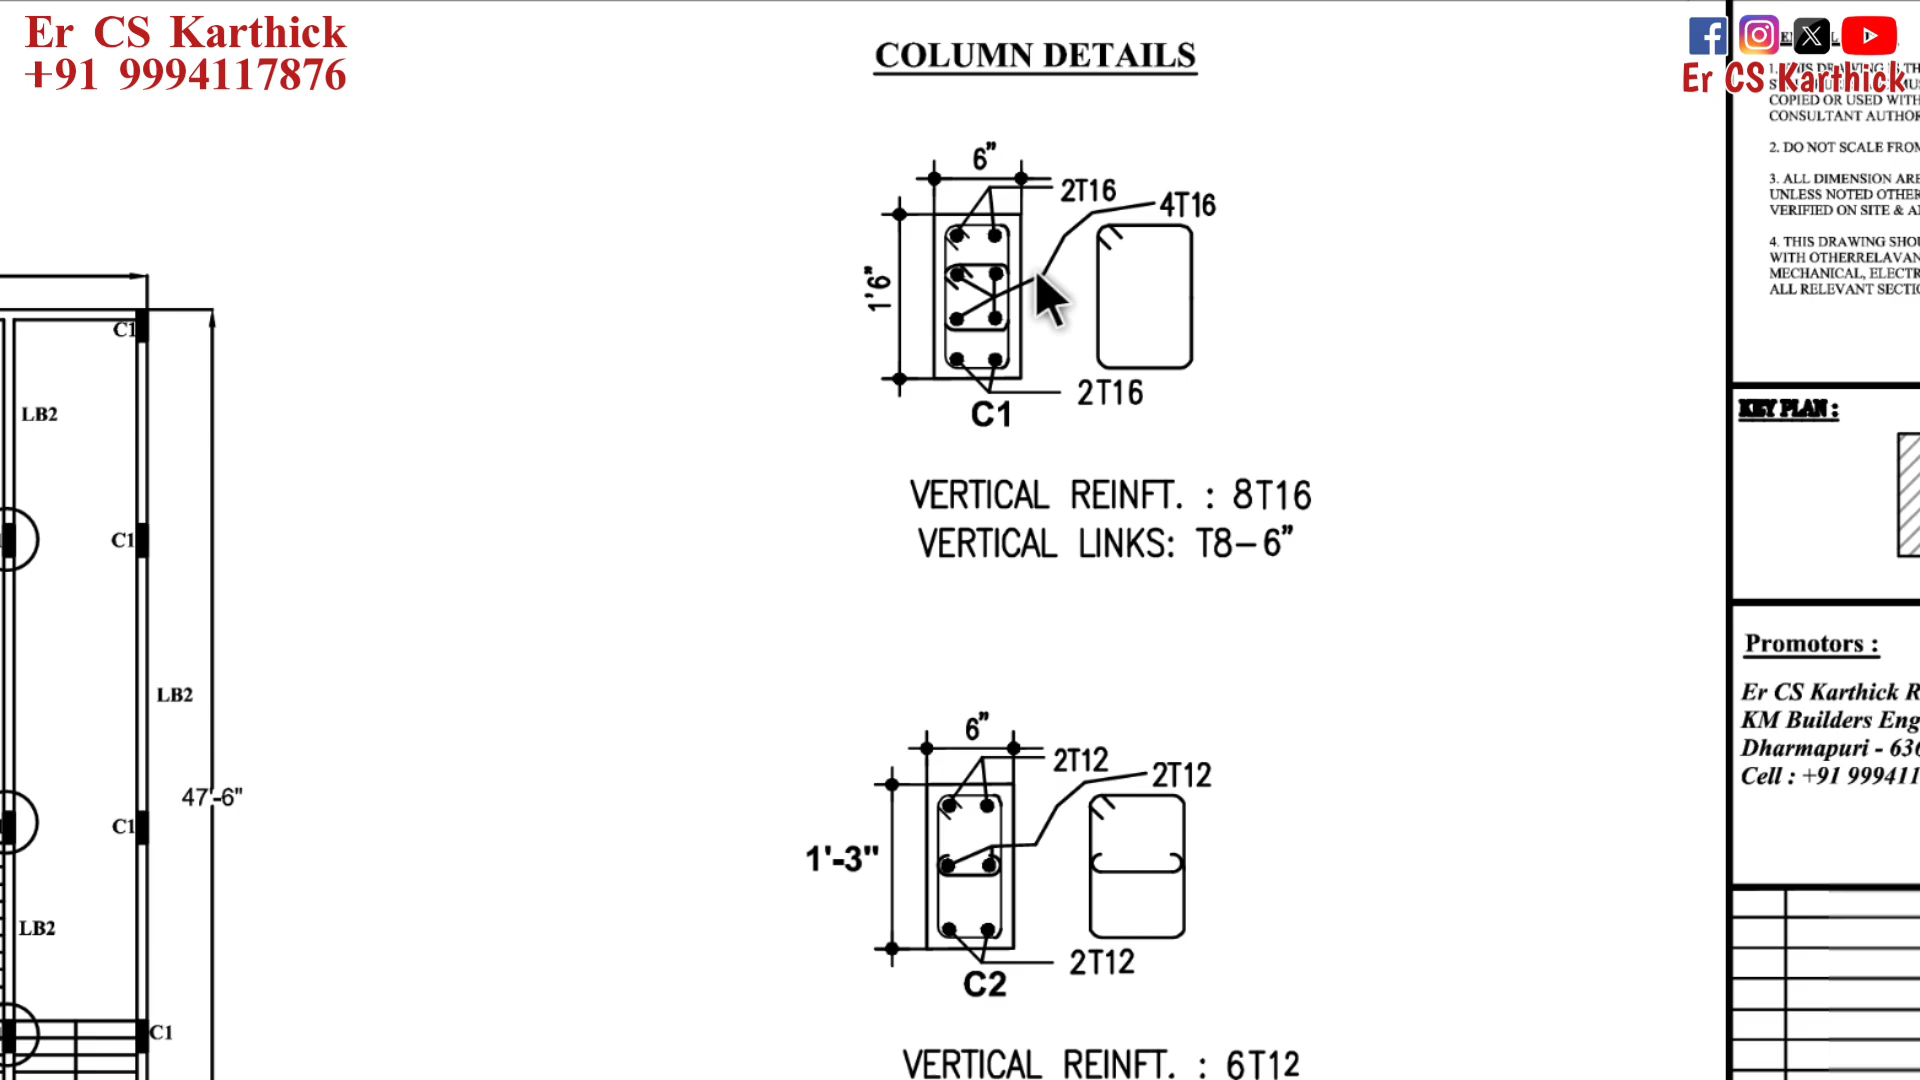 Er CS Karthick
+91 9994117876
COLUMN DETAILS
Er CS Karthick
COPIED OR USED WITH
CONSULTANT AUTHOR
2. DO NOT SCALE FROM
3. ALL DIMENSION ARE
UNLESS NOTED OTHER
VERIFIED ON SITE & A
4. THIS DRAWING SHOU
WITH OTHERRELAVAN
MECHANICAL, ELECTR
ALL RELEVANT SECTIO
6”
2T16
4T16
1'6”
2T16
C1
VERTICAL REINFT. : 8T16
VERTICAL LINKS: T8-6”
C1
LB2
C1
LB2
47'-6"
C1
LB2
C1
KEY PLAN :
Promotors :
Er CS Karthick R
KM Builders Eng
Dharmapuri - 636
Cell : +91 99941
6”
2T12
2T12
1'-3"
2T12
C2
VERTICAL REINFT. : 6T12